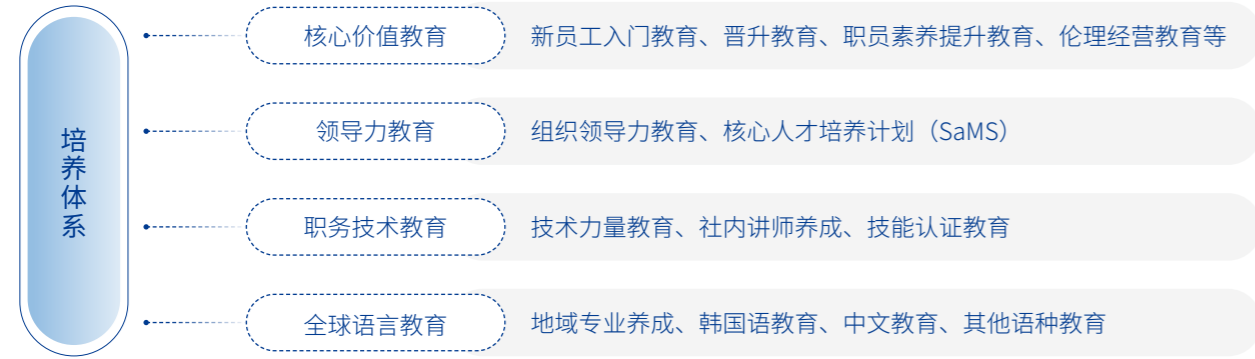 培养体系
核心价值教育
新员工入门教育、晋升教育、职员素养提升教育、伦理经营教育等
领导力教育
组织领导力教育、核心人才培养计划（SaMS）
职务技术教育
技术力量教育、社内讲师养成、技能认证教育
全球语言教育
地域专业养成、韩国语教育、中文教育、其他语种教育